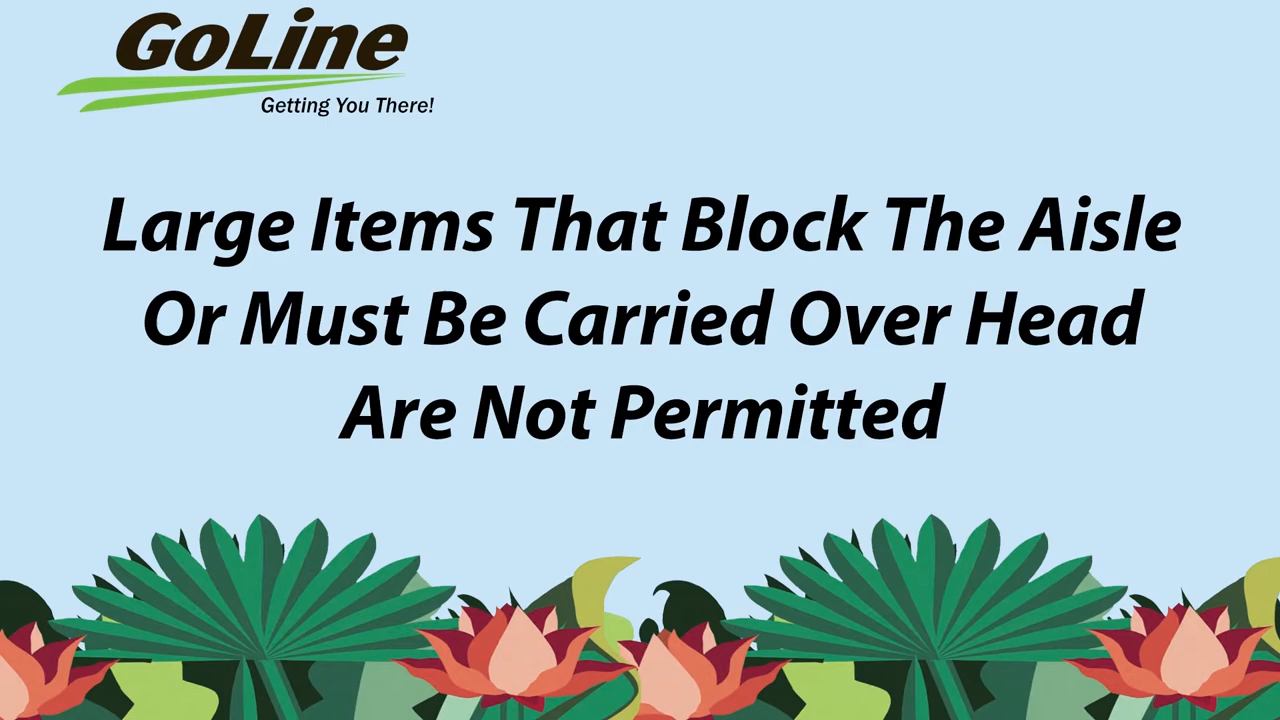 GoLine
Getting You There!
Large Items That Block The Aisle
Or Must Be Carried Over Head
Are Not Permitted